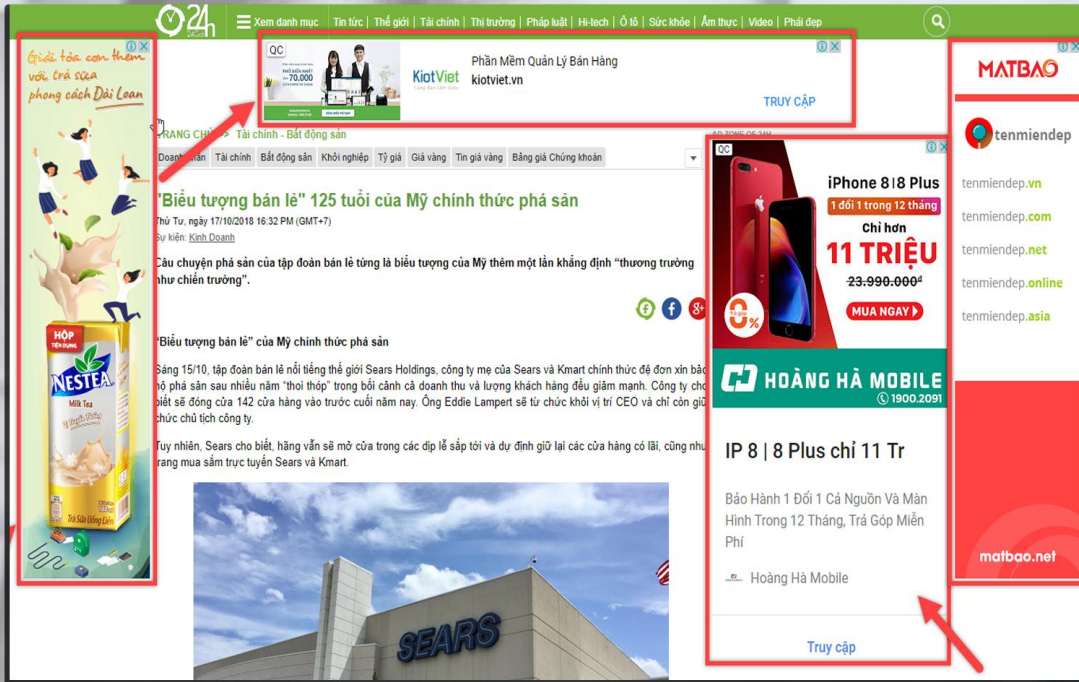 24h
Xem danh mục
Tin tức | Thế giới | Tài chính | Thị trường | Pháp luật | Hi-tech | Ô tô | Sức khỏe | Ẩm thực | Video | Phái đẹp
Giải tỏa con thèm
với trà sữa
phong cách Đài Loan
HỘP
TIỆN DỤNG
NESTEA
Milk Tea
Trà Sữa Uống Liền
QC
PHỔ BIẾN NHẤT
70.000
KiotViet
Phần Mềm Quản Lý Bán Hàng
kiotviet.vn
TRUY CẬP
TRANG CHỦ >> Tài chính - Bất động sản
Tài chính
Bất động sản
Khởi nghiệp
Tỷ giá
Giá vàng
Tin giá vàng
Bảng giá Chứng khoán
"Biểu tượng bán lẻ" 125 tuổi của Mỹ chính thức phá sản
Thứ Tư, ngày 17/10/2018 16:32 PM (GMT+7)
Sự kiện: Kinh Doanh
Câu chuyện phá sản của tập đoàn bán lẻ từng là biểu tượng của Mỹ thêm một lần khẳng định “thương trường
như chiến trường”.
“Biểu tượng bán lẻ” của Mỹ chính thức phá sản
Sáng 15/10, tập đoàn bán lẻ nổi tiếng thế giới Sears Holdings, công ty mẹ của Sears và Kmart chính thức đệ đơn xin bảo
hộ phá sản sau nhiều năm “thoi thóp” trong bối cảnh cả doanh thu và lượng khách hàng đều giảm mạnh. Công ty cho
biết sẽ đóng cửa 142 cửa hàng vào trước cuối năm nay. Ông Eddie Lampert sẽ từ chức khỏi vị trí CEO và chỉ còn giữ
chức chủ tịch công ty.
Tuy nhiên, Sears cho biết, hãng vẫn sẽ mở cửa trong các dịp lễ sắp tới và dự định giữ lại các cửa hàng có lãi, cũng như
trang mua sắm trực tuyến Sears và Kmart.
SEARS
QC
iPhone 8|8 Plus
1 đổi 1 trong 12 tháng
Chỉ hơn
11 TRIỆU
23.990.000đ
MUA NGAY
Trả góp
0%
HOÀNG HÀ MOBILE
1900.2091
IP 8 | 8 Plus chỉ 11 Tr
Bảo Hành 1 Đổi 1 Cả Nguồn Và Màn
Hình Trong 12 Tháng, Trả Góp Miễn
Phí
Hoàng Hà Mobile
Truy cập
MATBAO
tenmiendep
tenmiendep.vn
tenmiendep.com
tenmiendep.net
tenmiendep.online
tenmiendep.asia
matbao.net